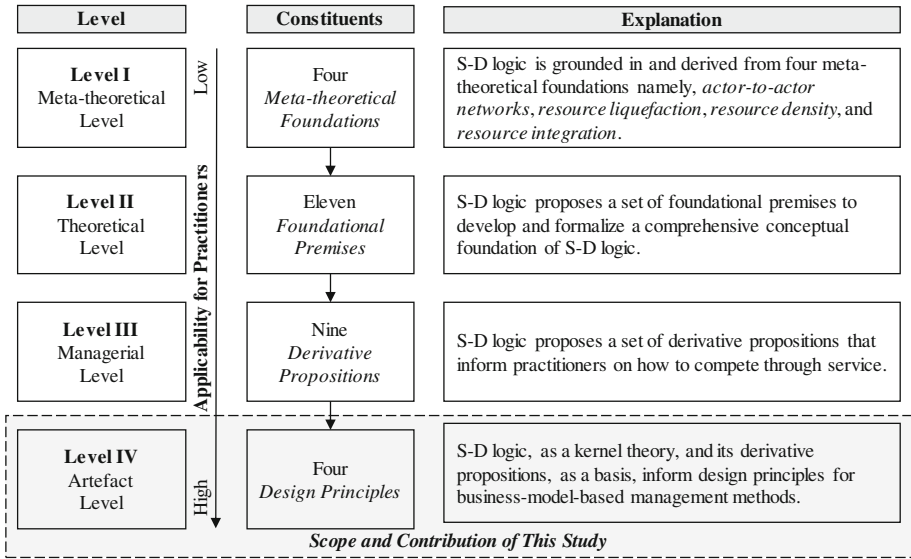 Level
Constituents
Explanation
Level I
Meta-theoretical
Level
Low
Applicability for Practitioners
High
Four
Meta-theoretical
Foundations
S-D logic is grounded in and derived from four meta-
theoretical foundations namely, actor-to-actor
networks, resource liquefaction, resource density, and
resource integration.
Level II
Theoretical
Level
Eleven
Foundational
Premises
S-D logic proposes a set of foundational premises to
develop and formalize a comprehensive conceptual
foundation of S-D logic.
Level III
Managerial
Level
Nine
Derivative
Propositions
S-D logic proposes a set of derivative propositions that
inform practitioners on how to compete through service.
Level IV
Artefact
Level
Four
Design Principles
S-D logic, as a kernel theory, and its derivative
propositions, as a basis, inform design principles for
business-model-based management methods.
Scope and Contribution of This Study